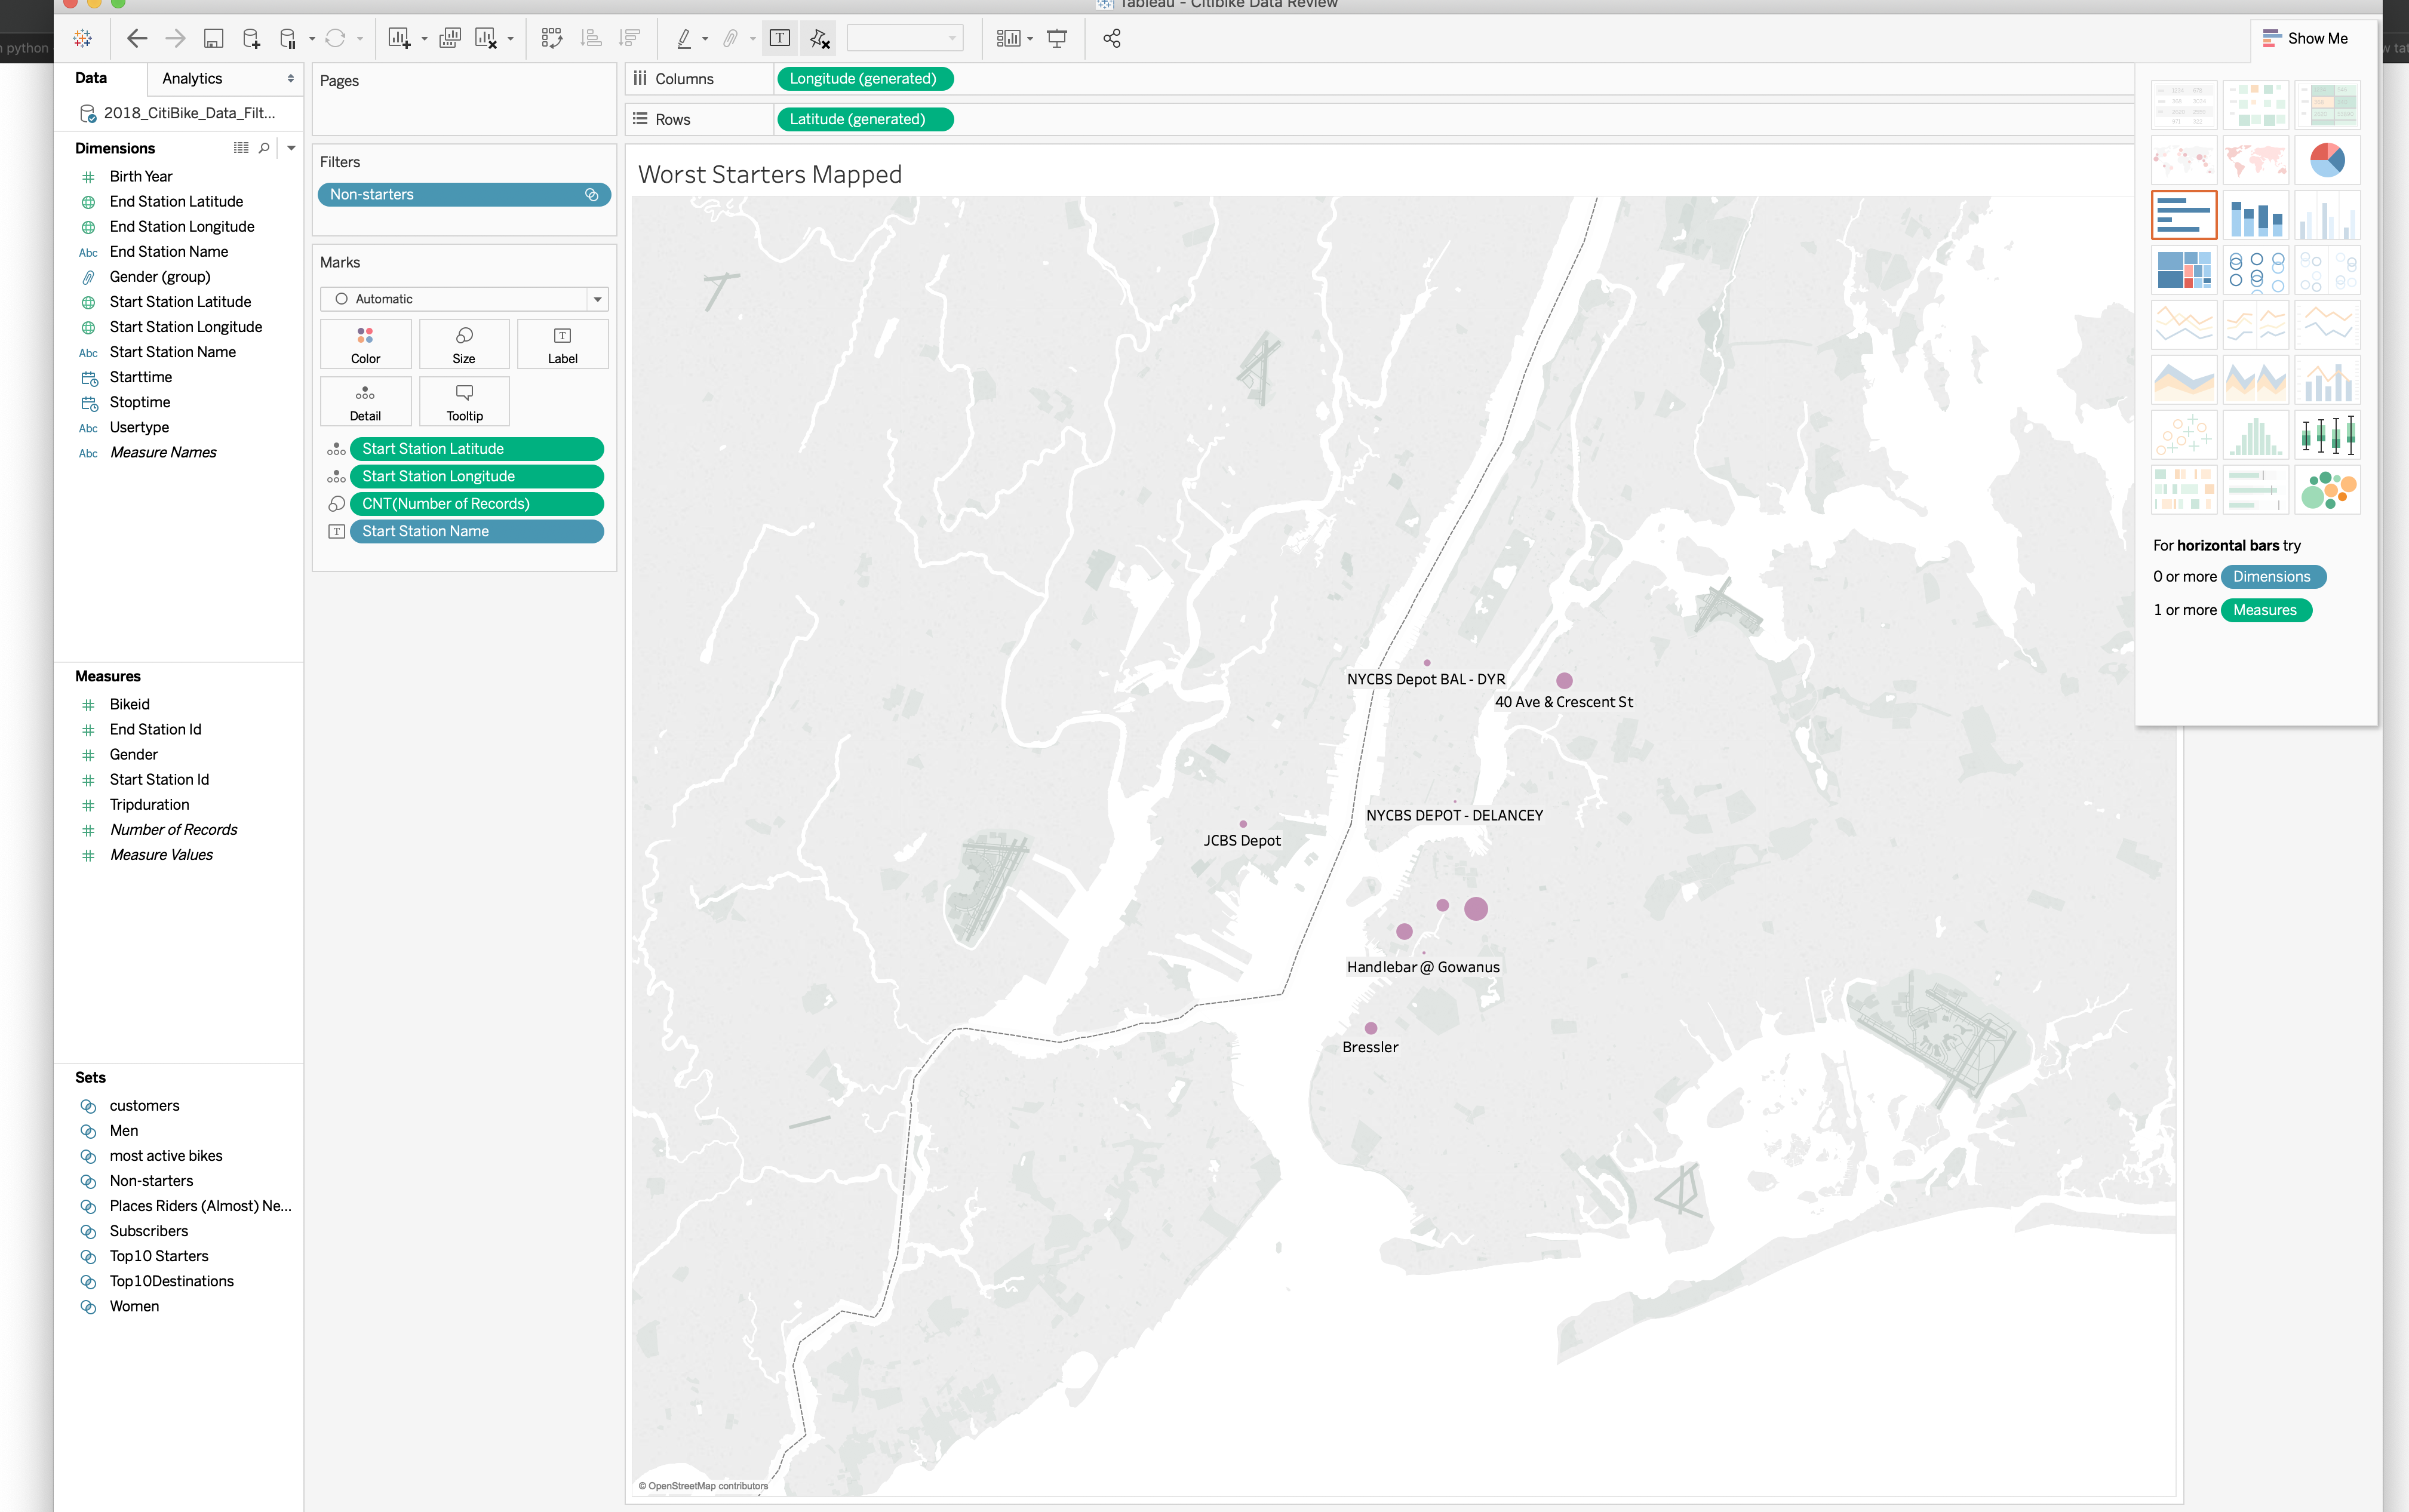 Tableau - Citibike Data Review
python
Show Me
Data
Analytics
2018_CitiBike_Data_Filt...
Dimensions
Birth Year
End Station Latitude
End Station Longitude
Abc End Station Name
Gender (group)
Start Station Latitude
Start Station Longitude
Abc Start Station Name
Starttime
Stoptime
Abc Usertype
Abc Measure Names
Measures
Bikeid
End Station Id
Gender
Start Station Id
Tripduration
Number of Records
Measure Values
Sets
customers
Men
most active bikes
Non-starters
Places Riders (Almost) Ne...
Subscribers
Top10 Starters
Top10Destinations
Women
Pages
Filters
Non-starters
Marks
Automatic
Color
Size
Label
Detail
Tooltip
Start Station Latitude
Start Station Longitude
CNT(Number of Records)
Start Station Name
Columns
Longitude (generated)
Rows
Latitude (generated)
Worst Starters Mapped
NYCBS Depot BAL - DYR
40 Ave & Crescent St
NYCBS DEPOT - DELANCEY
JCBS Depot
Handlebar @ Gowanus
Bressler
© OpenStreetMap contributors
For horizontal bars try
0 or more Dimensions
1 or more Measures